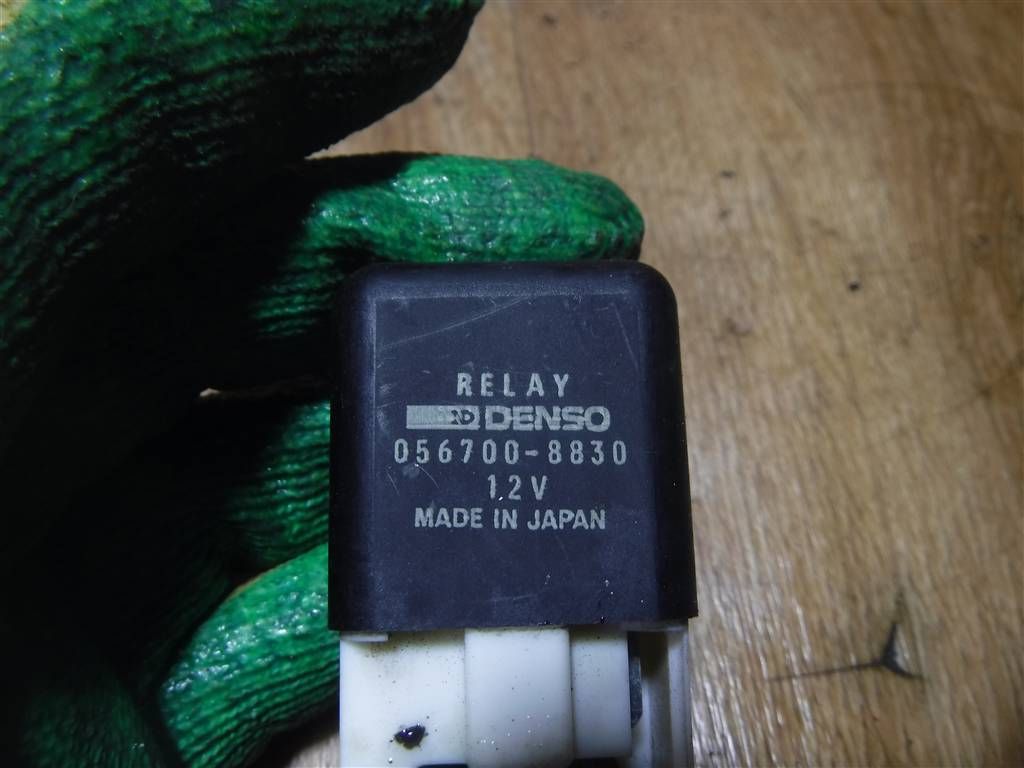 RELAY
DENSO
056700-8830
12V
MADE IN JAPAN